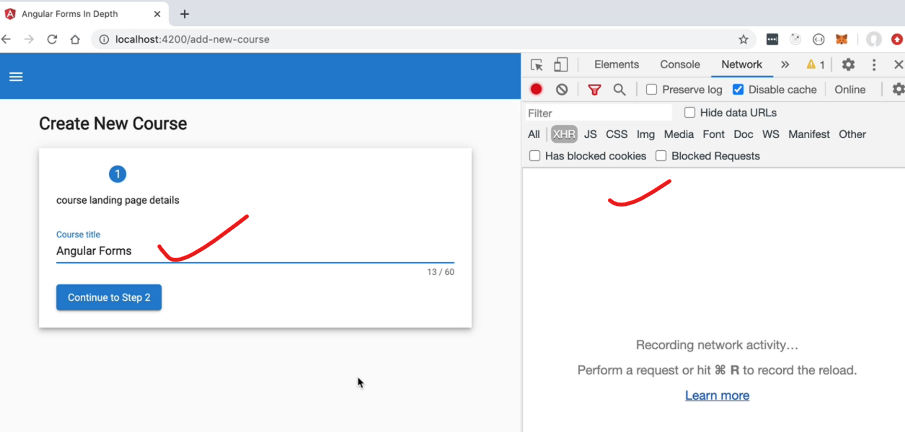 Angular Forms In Depth
localhost:4200/add-new-course
Elements Console Network » 1
Preserve log Disable cache Online
Filter Hide data URLs
All XHR JS CSS Img Media Font Doc WS Manifest Other
Has blocked cookies Blocked Requests
Create New Course
1
course landing page details
Course title
Angular Forms
13 / 60
Continue to Step 2
Recording network activity…
Perform a request or hit ⌘ R to record the reload.
Learn more